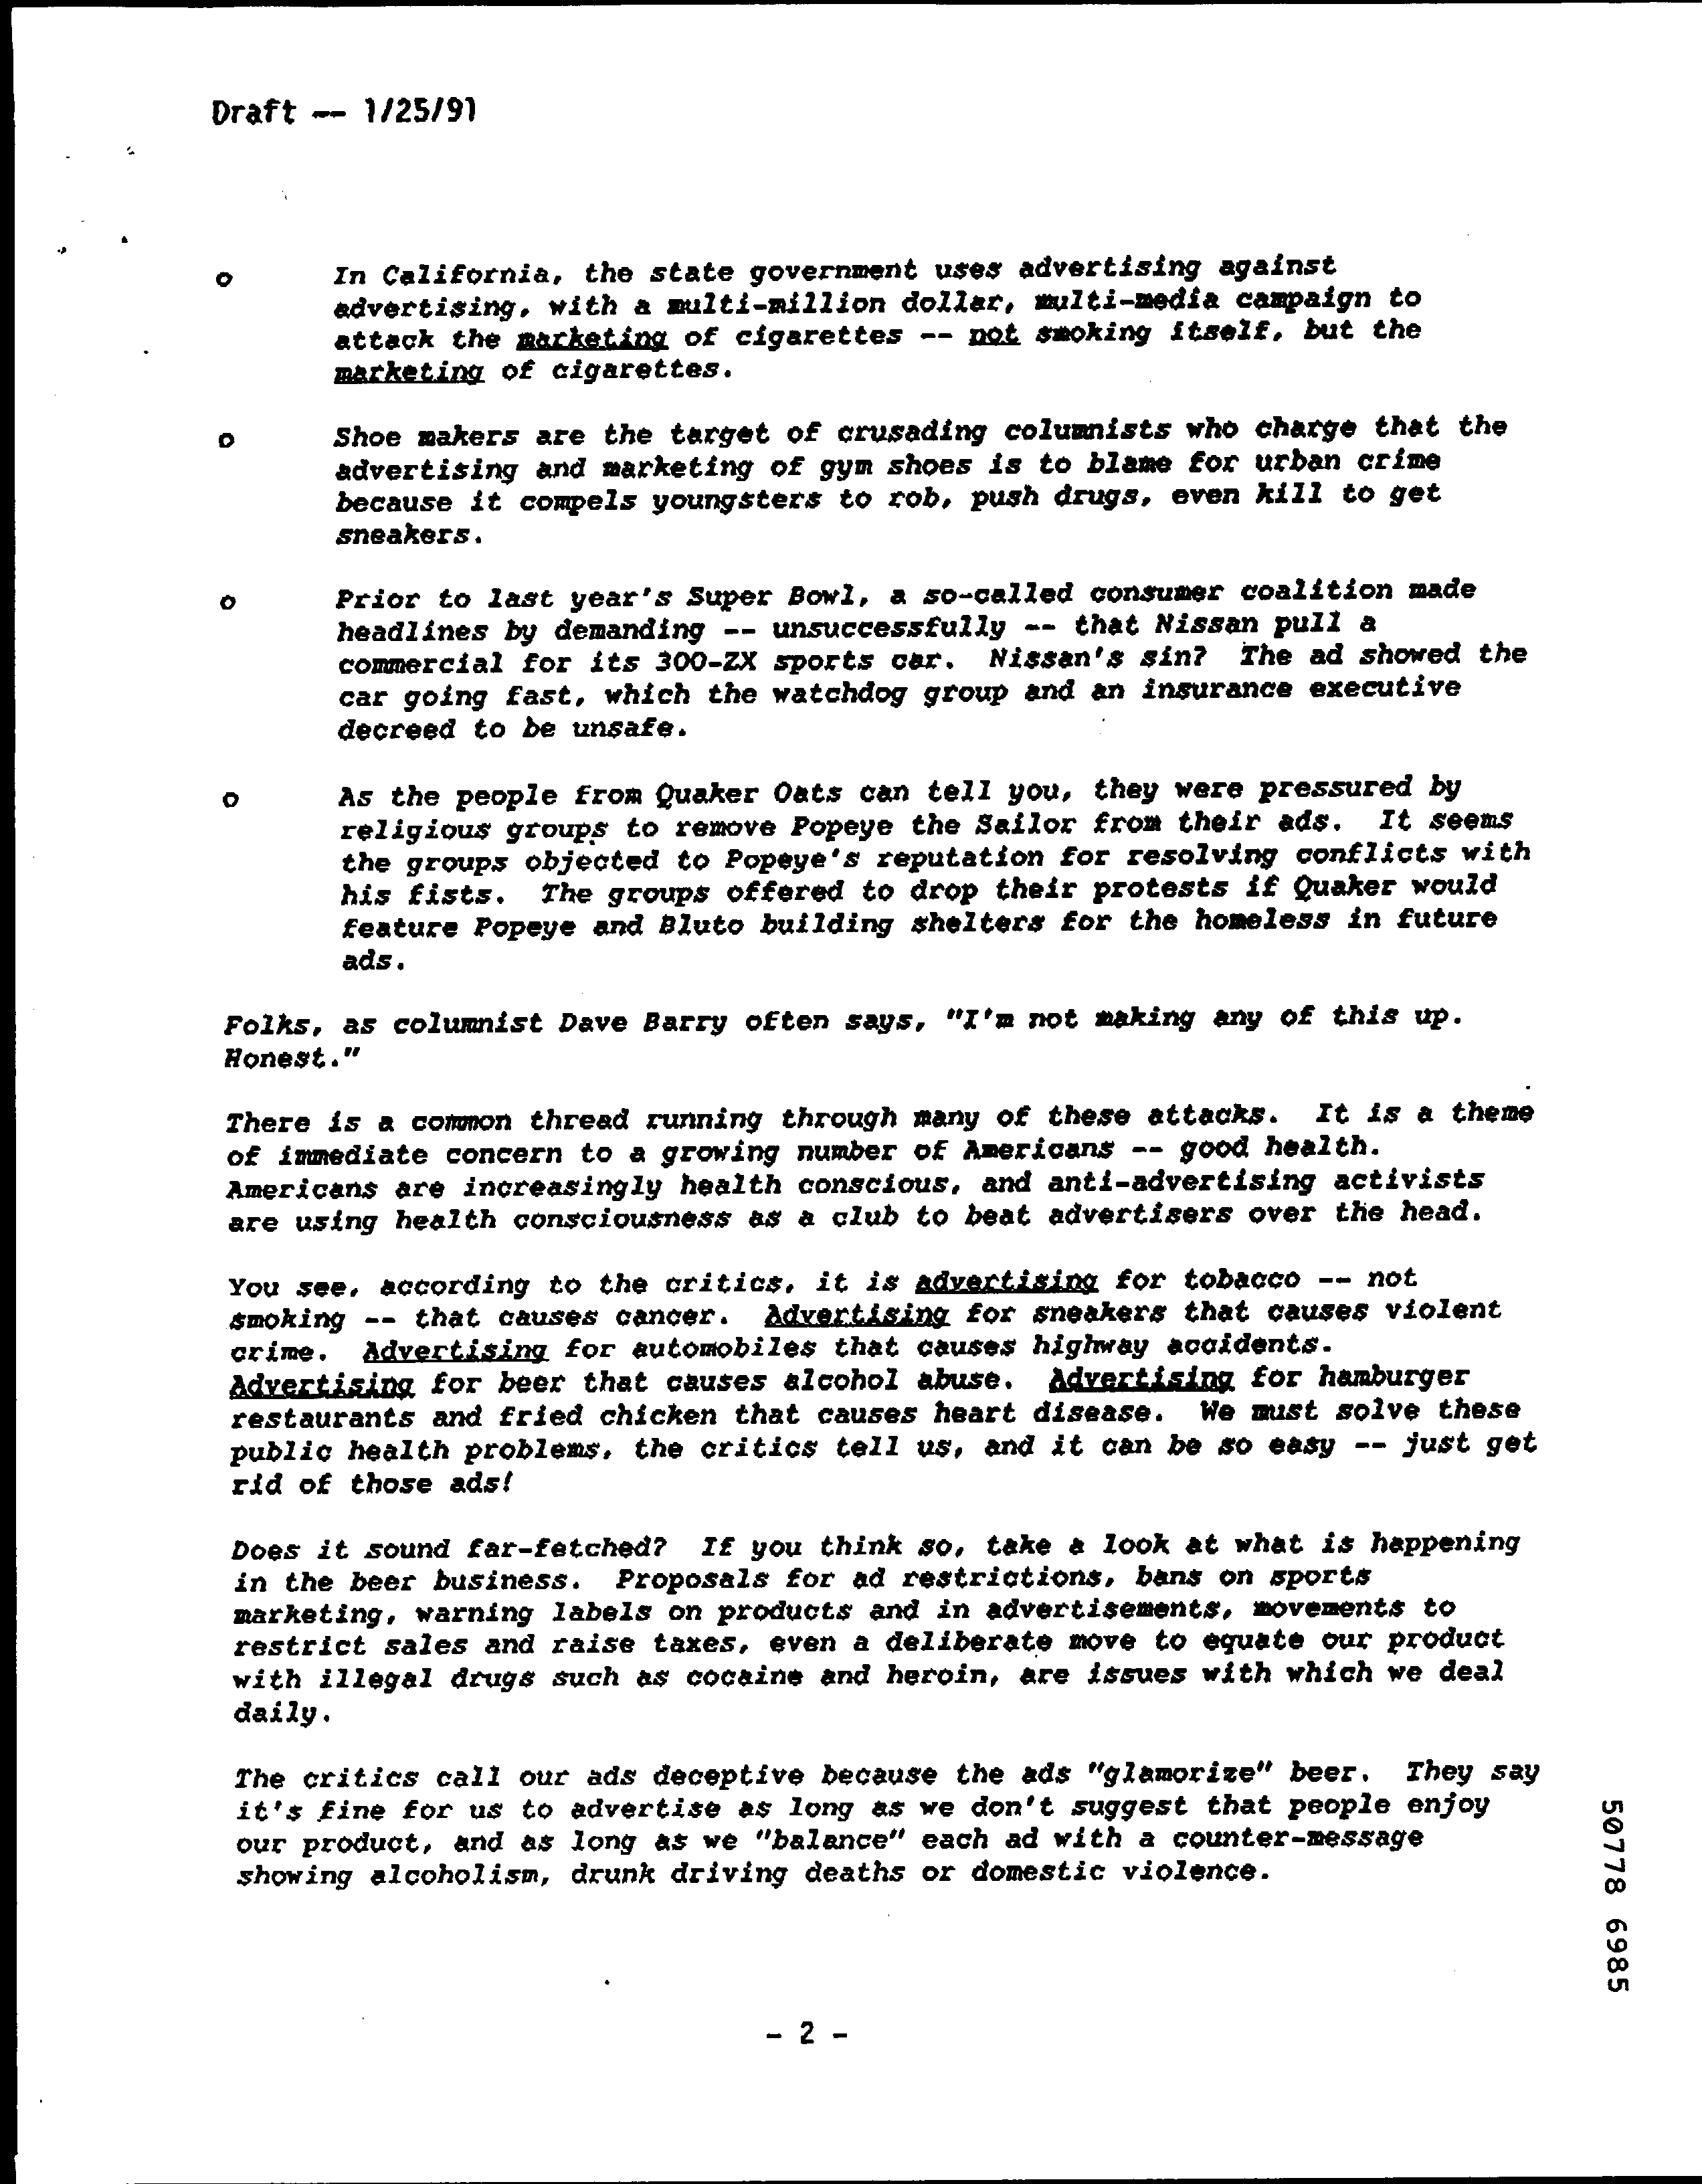 Draft -- 1/25/91
o In California, the state government uses advertising against
advertising, with a multi-million dollar, multi-media campaign to
attack the marketing of cigarettes -- not smoking itself, but the
marketing of cigarettes.
o Shoe makers are the target of crusading columnists who charge that the
advertising and marketing of gym shoes is to blame for urban crime
because it compels youngsters to rob, push drugs, even kill to get
sneakers.
o Prior to last year's Super Bowl, a so-called consumer coalition made
headlines by demanding -- unsuccessfully -- that Nissan pull a
commercial for its 300-ZX sports car. Nissan's sin? The ad showed the
car going fast, which the watchdog group and an insurance executive
decreed to be unsafe.
o As the people from Quaker Oats can tell you, they were pressured by
religious groups to remove Popeye the Sailor from their ads. It seems
the groups objected to Popeye's reputation for resolving conflicts with
his fists. The groups offered to drop their protests if Quaker would
feature Popeye and Bluto building shelters for the homeless in future
ads.
Folks, as columnist Dave Barry often says, "I'm not making any of this up.
Honest."
There is a common thread running through many of these attacks. It is a theme
of immediate concern to a growing number of Americans -- good health.
Americans are increasingly health conscious, and anti-advertising activists
are using health consciousness as a club to beat advertisers over the head.
You see, according to the critics, it is advertising for tobacco -- not
smoking -- that causes cancer. Advertising for sneakers that causes violent
crime. Advertising for automobiles that causes highway accidents.
Advertising for beer that causes alcohol abuse. Advertising for hamburger
restaurants and fried chicken that causes heart disease. We must solve these
public health problems, the critics tell us, and it can be so easy -- just get
rid of those ads!
Does it sound far-fetched? If you think so, take a look at what is happening
in the beer business. Proposals for ad restrictions, bans on sports
marketing, warning labels on products and in advertisements, movements to
restrict sales and raise taxes, even a deliberate move to equate our product
with illegal drugs such as cocaine and heroin, are issues with which we deal
daily.
The critics call our ads deceptive because the ads "glamorize" beer. They say
it's fine for us to advertise as long as we don't suggest that people enjoy
our product, and as long as we "balance" each ad with a counter-message
showing alcoholism, drunk driving deaths or domestic violence.
50778 6985
- 2 -